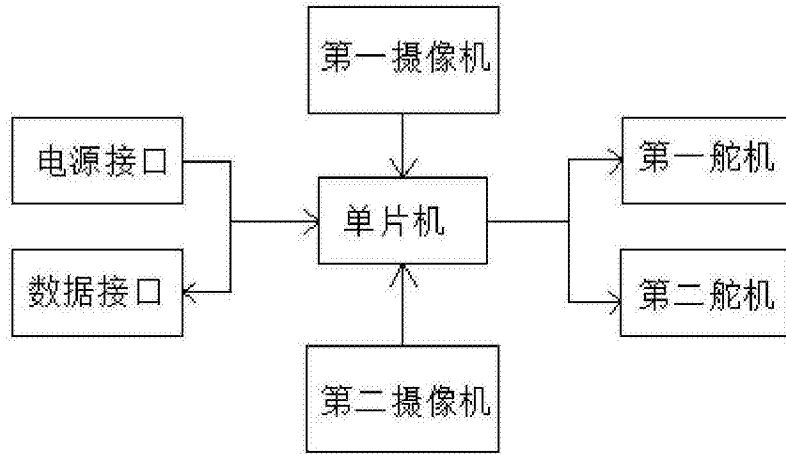 第一摄像机
电源接口
第一舵机
单片机
数据接口
第二舵机
第二摄像机